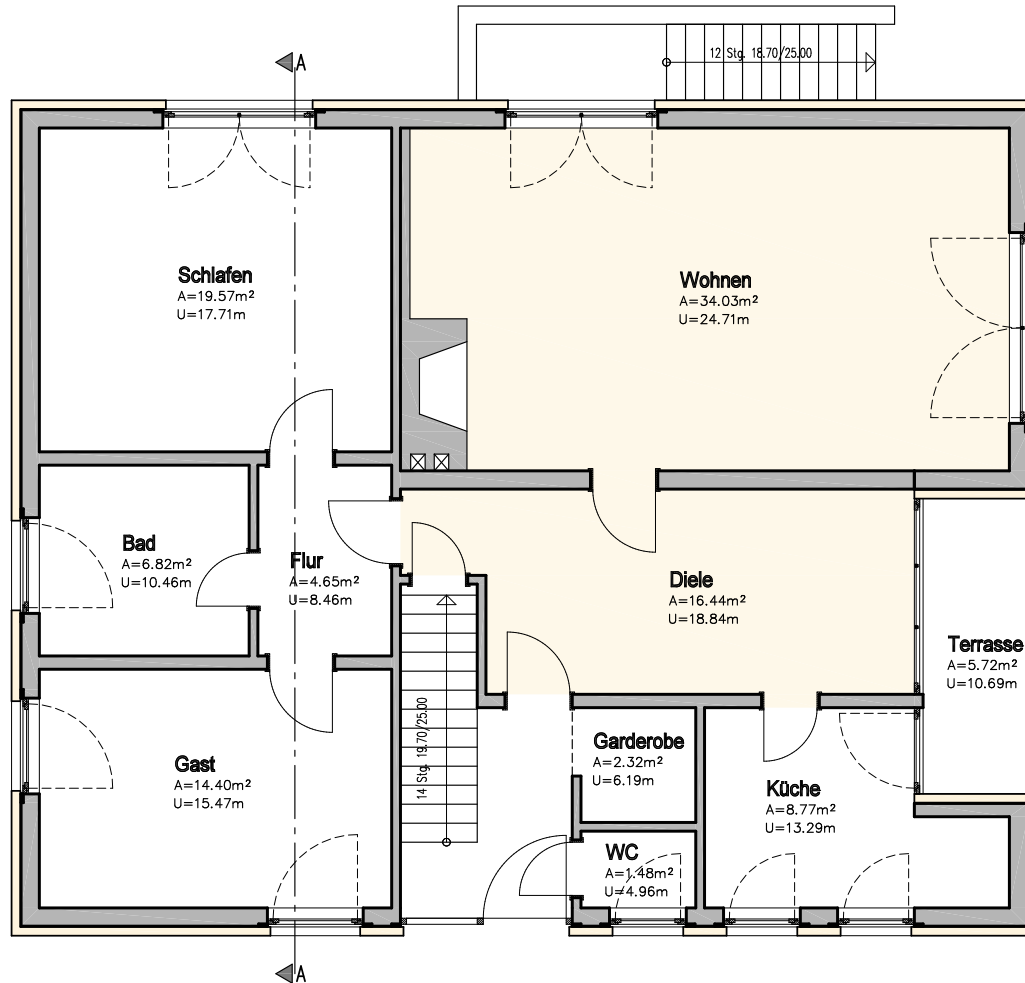 12 Stg. 18.70/25.00
A
Schlafen
A=19.57m²
U=17.71m
Wohnen
A=34.03m²
U=24.71m
Bad
A=6.82m²
U=10.46m
Flur
A=4.65m²
U=8.46m
Diele
A=16.44m²
U=18.84m
Terrasse
A=5.72m²
U=10.69m
14 Stg. 19.70/25.00
Gast
A=14.40m²
U=15.47m
Garderobe
A=2.32m²
U=6.19m
Küche
A=8.77m²
U=13.29m
WC
A=1.48m²
U=4.96m
A